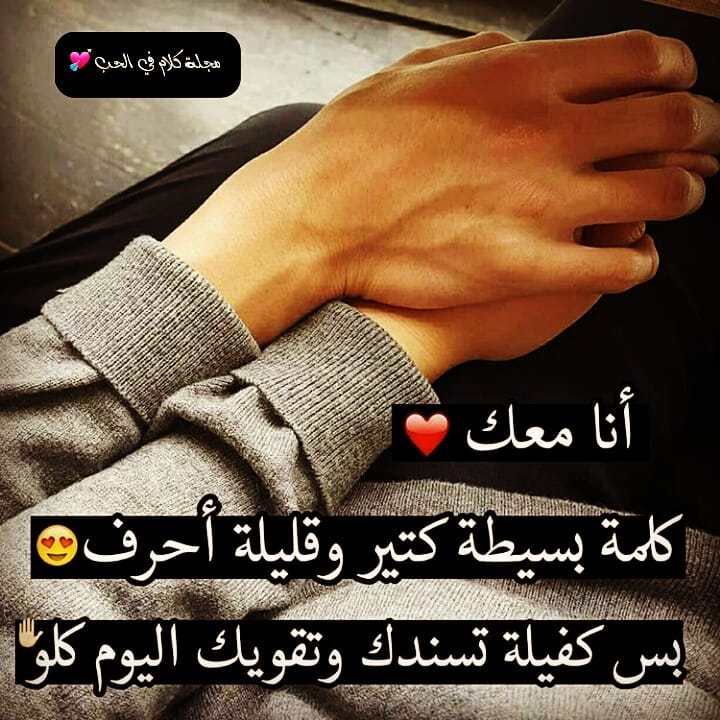 مجلة كلام في الحب 💘
أنا معك ❤
كلمة بسيطة كتير وقليلة أحرف😍
بس كفيلة تسندك وتقويك اليوم كلو✋